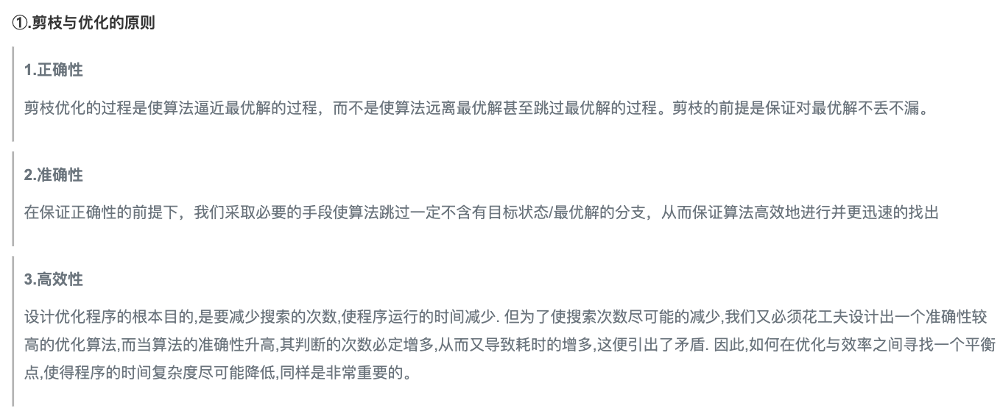 ①.剪枝与优化的原则
1.正确性
剪枝优化的过程是使算法逼近最优解的过程，而不是使算法远离最优解甚至跳过最优解的过程。剪枝的前提是保证对最优解不丢不漏。
2.准确性
在保证正确性的前提下，我们采取必要的手段使算法跳过一定不含有目标状态/最优解的分支，从而保证算法高效地进行并更迅速的找出
3.高效性
设计优化程序的根本目的,是要减少搜索的次数,使程序运行的时间减少. 但为了使搜索次数尽可能的减少,我们又必须花工夫设计出一个准确性较
高的优化算法,而当算法的准确性升高,其判断的次数必定增多,从而又导致耗时的增多,这便引出了矛盾. 因此,如何在优化与效率之间寻找一个平衡
点,使得程序的时间复杂度尽可能降低,同样是非常重要的。